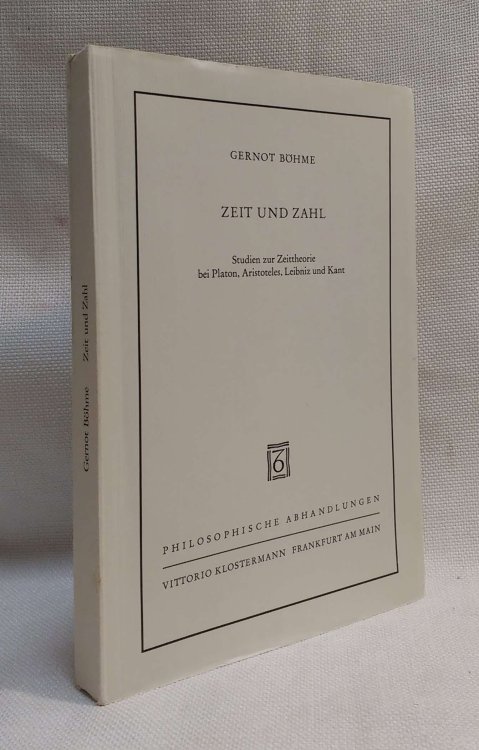 GERNOT BÖHME
ZEIT UND ZAHL
Studien zur Zeittheorie
bei Platon, Aristoteles, Leibniz und Kant
PHILOSOPHISCHE ABHANDLUNGEN
VITTORIO KLOSTERMANN FRANKFURT AM MAIN
Gernot Böhme Zeit und Zahl